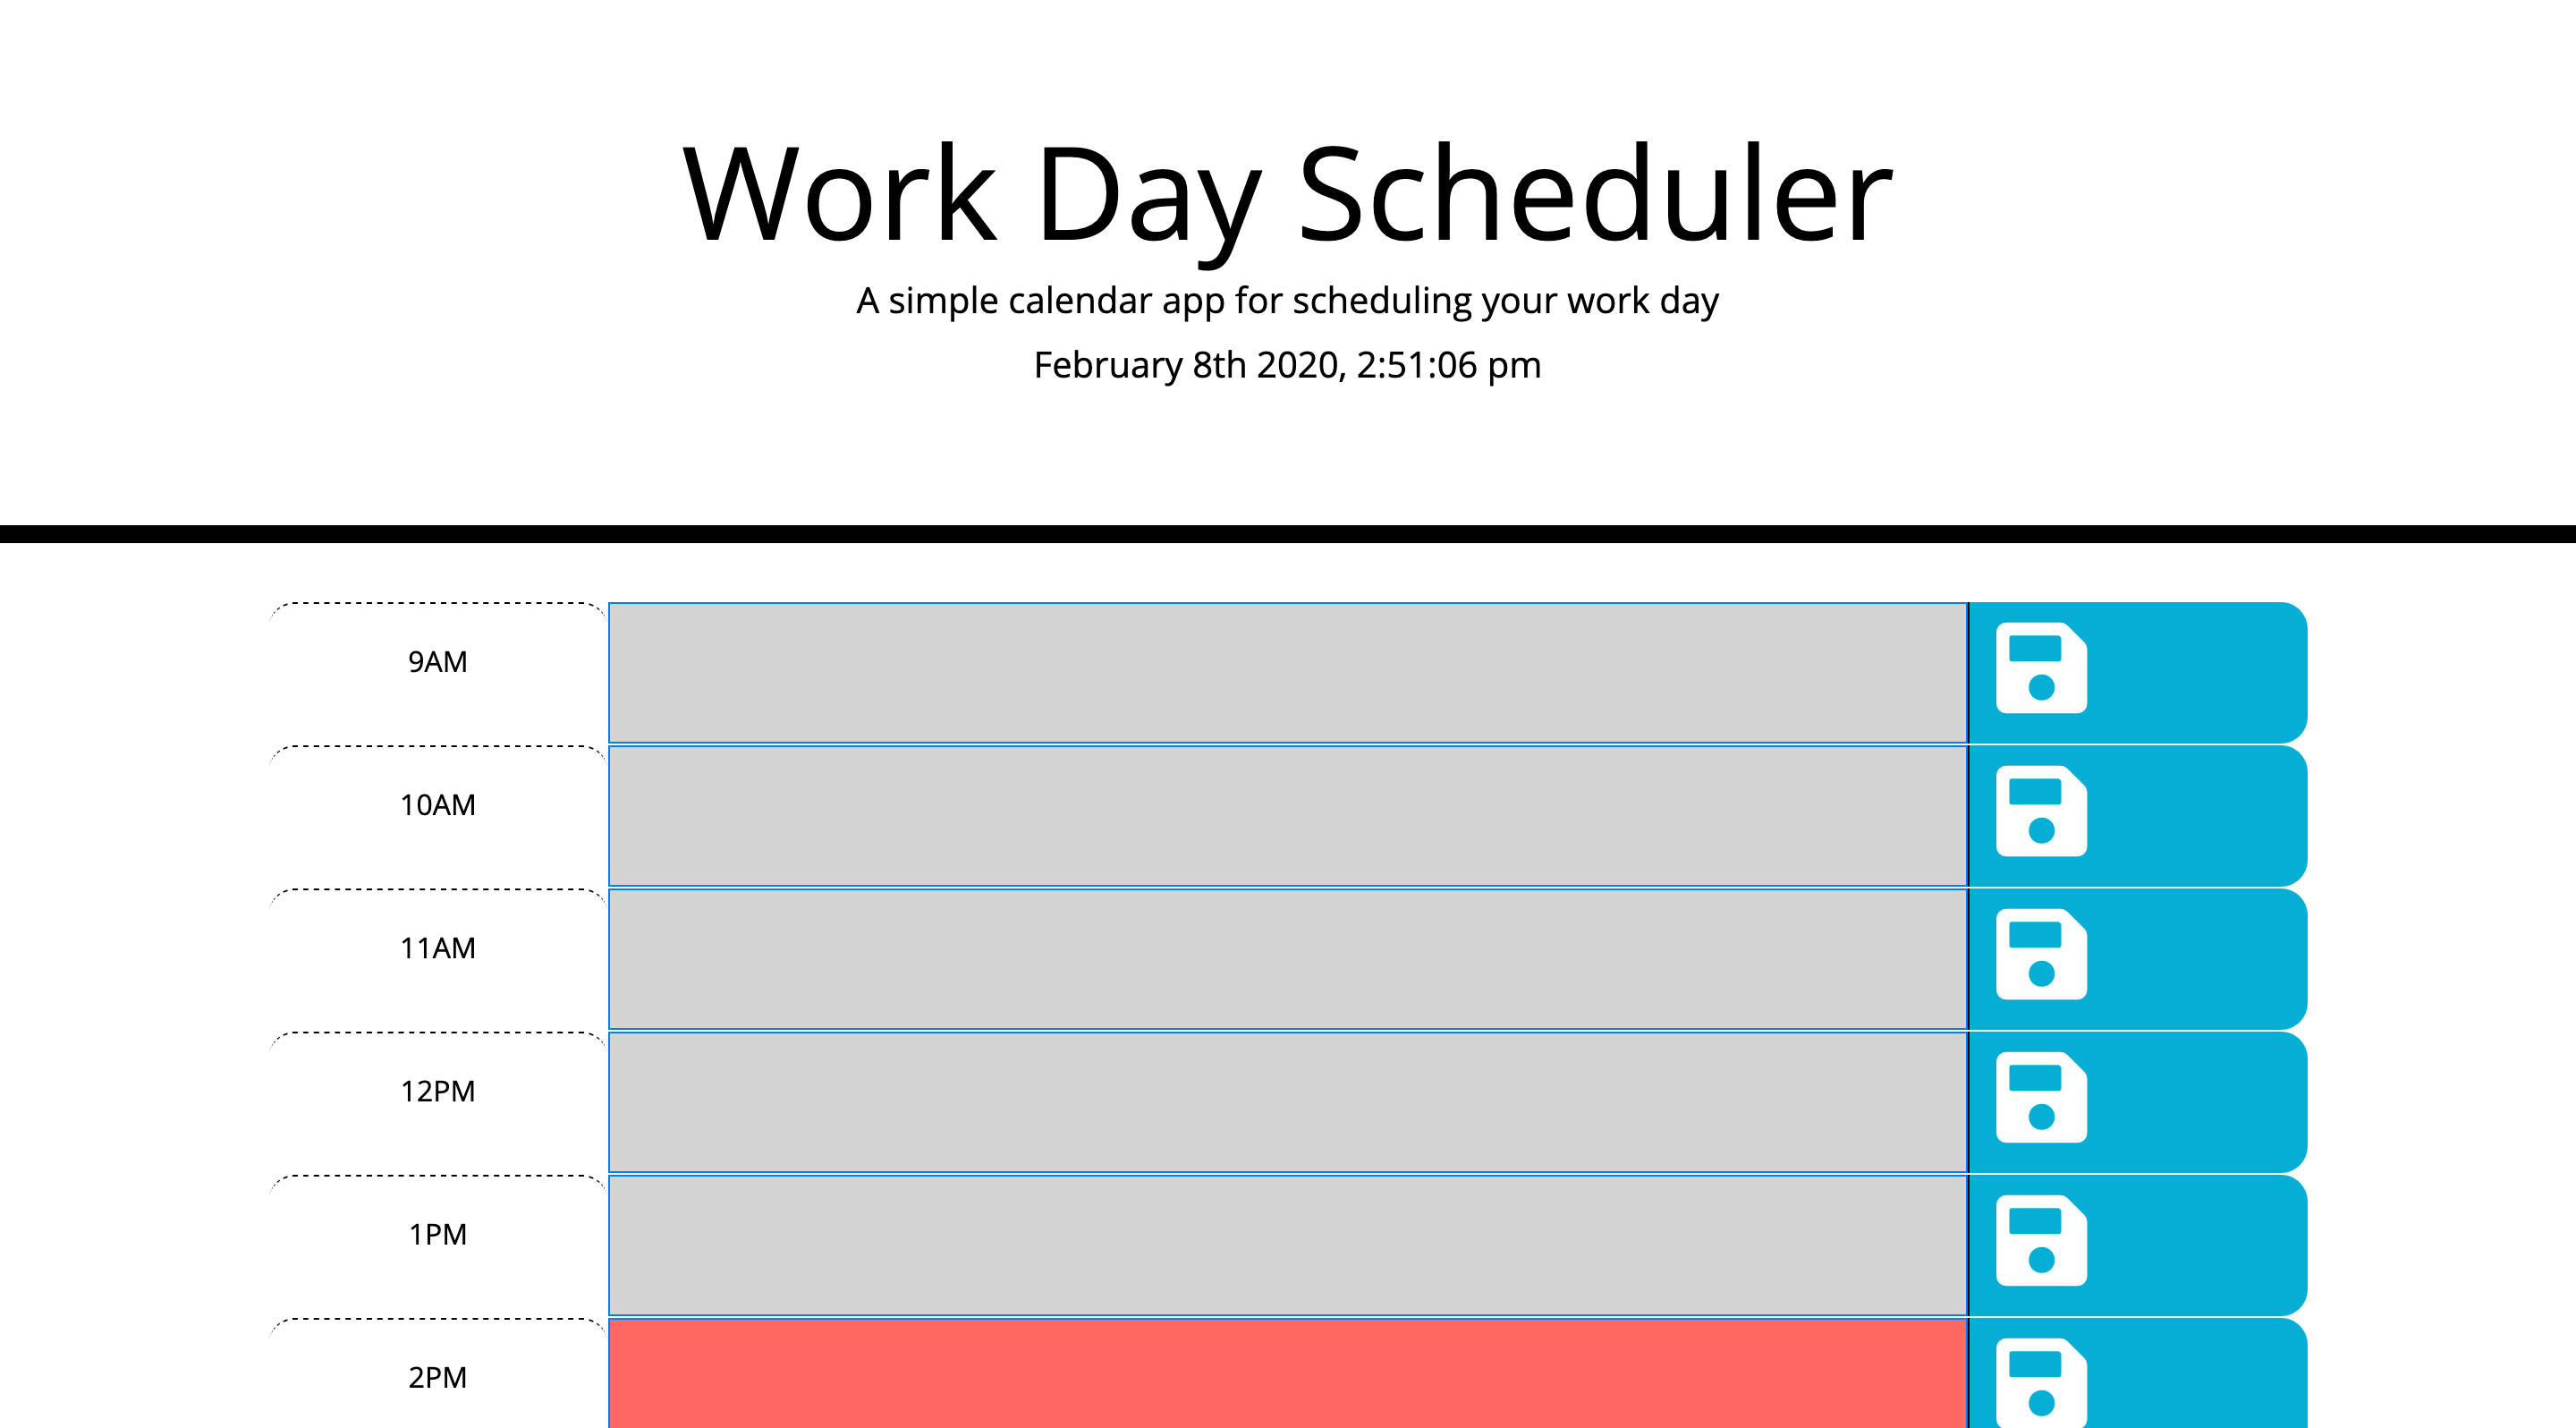 Work Day Scheduler
A simple calendar app for scheduling your work day
February 8th 2020, 2:51:06 pm
9AM
10AM
11AM
12PM
1PM
2PM